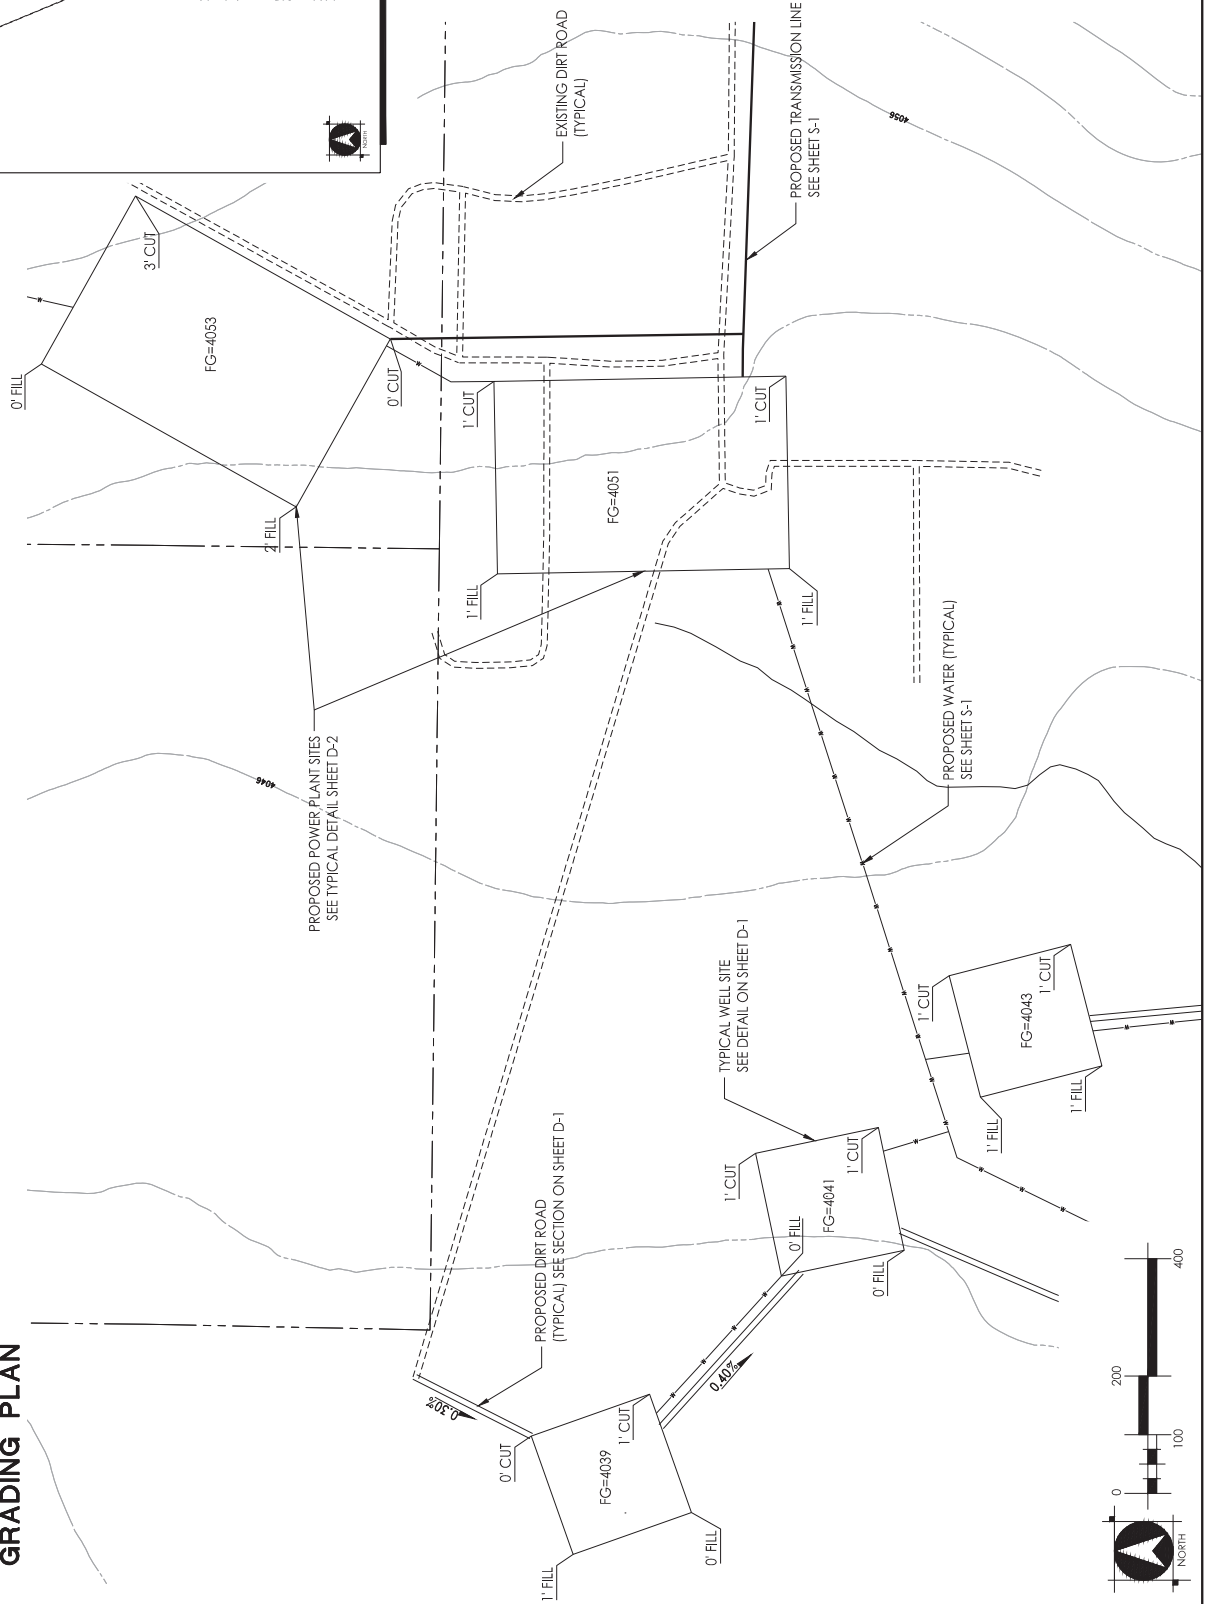 GRADING PLAN
NORTH
EXISTING DIRT ROAD
(TYPICAL)
PROPOSED TRANSMISSION LINE
SEE SHEET S-1
4056
3' CUT
W
FG=4053
0' FILL
0' CUT
W
1' CUT
1' CUT
2' FILL
FG=4051
1' FILL
1' FILL
PROPOSED POWER PLANT SITES
SEE TYPICAL DETAIL SHEET D-2
4046
PROPOSED WATER (TYPICAL)
SEE SHEET S-1
TYPICAL WELL SITE
SEE DETAIL ON SHEET D-1
1' CUT
1' CUT
FG=4043
1' FILL
1' FILL
1' CUT
1' CUT
FG=4041
0' FILL
0' FILL
PROPOSED DIRT ROAD
(TYPICAL) SEE SECTION ON SHEET D-1
0.30%
0.40%
0' CUT
1' CUT
FG=4039
1' FILL
0' FILL
0
100
200
400
NORTH